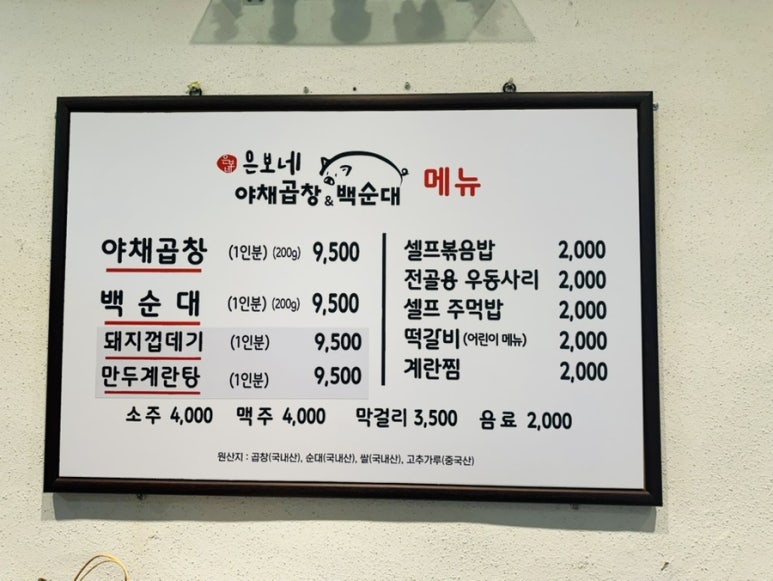 은보네
은보네
야채곱창&백순대 메뉴
야채곱창 (1인분) (200g) 9,500
백 순 대 (1인분) (200g) 9,500
돼지껍데기 (1인분) 9,500
만두계란탕 (1인분) 9,500
셀프볶음밥 2,000
전골용 우동사리 2,000
셀프 주먹밥 2,000
떡갈비(어린이 메뉴) 2,000
계란찜 2,000
소주 4,000 맥주 4,000 막걸리 3,500 음료 2,000
원산지 : 곱창(국내산), 순대(국내산), 쌀(국내산), 고추가루(중국산)